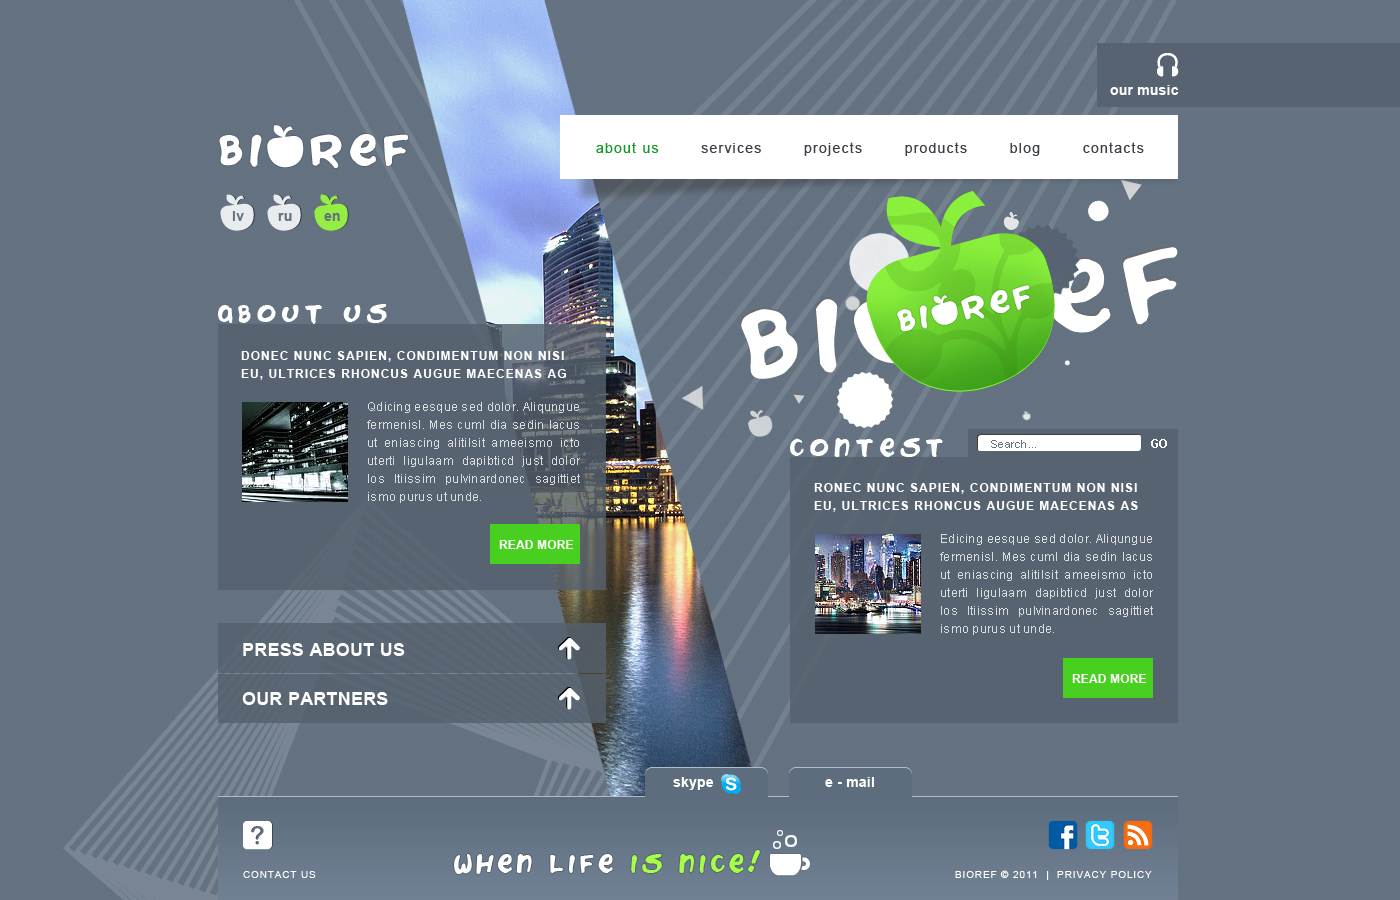 our music
BIOREF
about us services projects products blog contacts
lv ru en
BIOREF
BIOREF
ABOUT US
DONEC NUNC SAPIEN, CONDIMENTUM NON NISI
EU, ULTRICES RHONCUS AUGUE MAECENAS AG
Qdicing eesque sed dolor. Aliqungue
fermenisl. Mes cuml dia sedin lacus
ut eniascing alitilsit ameeismo icto
uterti ligulaam dapibticd just dolor
los ltiissim pulvinardonec sagittiet
ismo purus ut unde.
READ MORE
PRESS ABOUT US
OUR PARTNERS
CONTEST
Search...
GO
RONEC NUNC SAPIEN, CONDIMENTUM NON NISI
EU, ULTRICES RHONCUS AUGUE MAECENAS AS
Edicing eesque sed dolor. Aliqungue
fermenisl. Mes cuml dia sedin lacus
ut eniascing alitilsit ameeismo icto
uterti ligulaam dapibticd just dolor
los ltiissim pulvinardonec sagittiet
ismo purus ut unde.
READ MORE
skype S
e - mail
?
CONTACT US
WHEN LIFE IS NICE!
f t
BIOREF © 2011 | PRIVACY POLICY